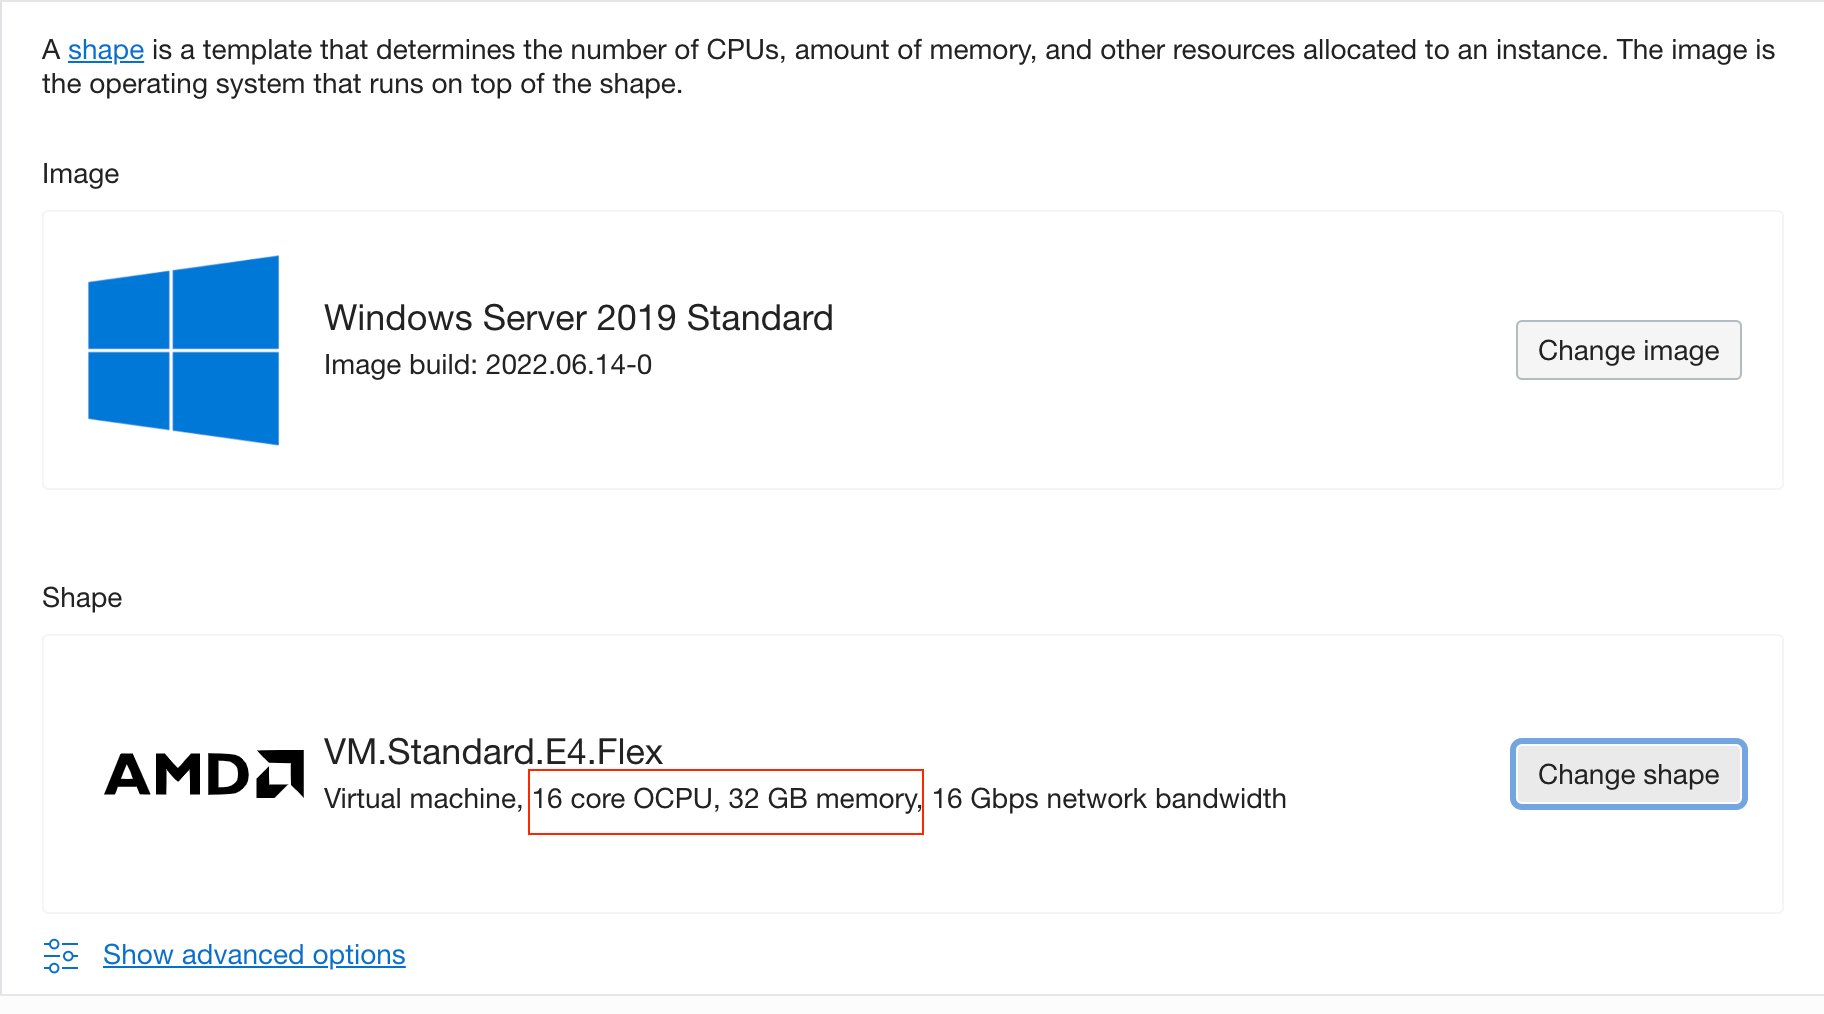 A shape is a template that determines the number of CPUs, amount of memory, and other resources allocated to an instance. The image is
the operating system that runs on top of the shape.
Image
Windows Server 2019 Standard
Image build: 2022.06.14-0
Change image
Shape
AMD
VM.Standard.E4.Flex
Virtual machine, 16 core OCPU, 32 GB memory, 16 Gbps network bandwidth
Change shape
Show advanced options